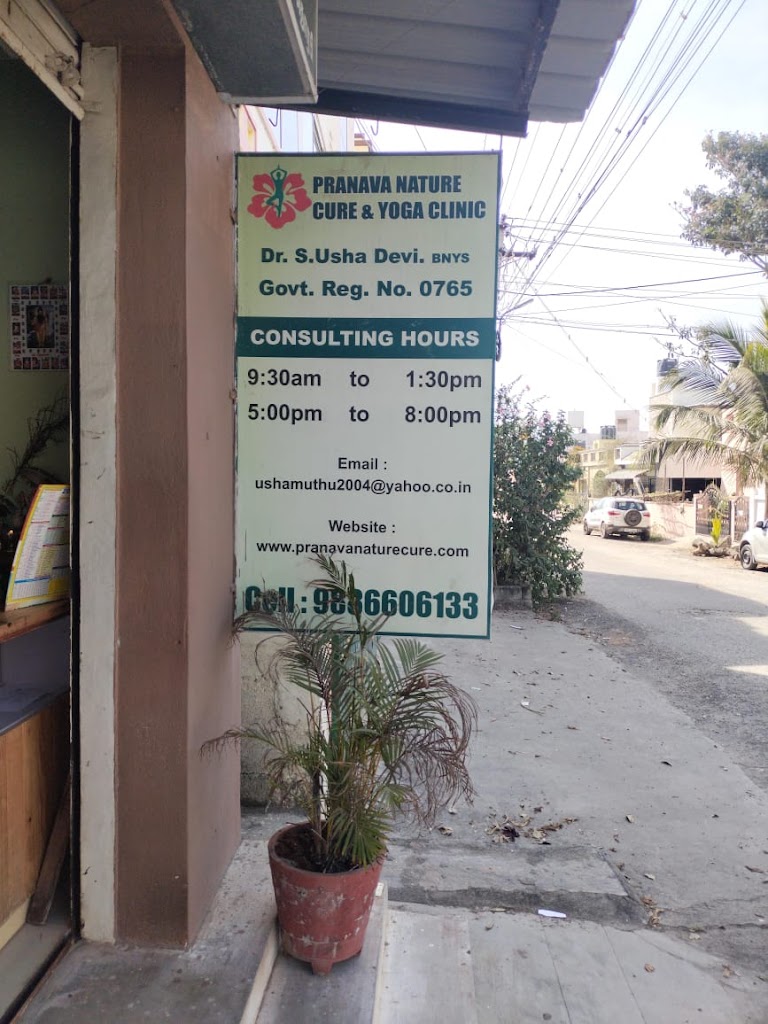 PRANAVA NATURE
CURE & YOGA CLINIC
Dr. S.Usha Devi. BNYS
Govt. Reg. No. 0765
CONSULTING HOURS
9:30am to 1:30pm
5:00pm to 8:00pm
Email :
ushamuthu2004@yahoo.co.in
Website :
www.pranavanaturecure.com
Cell :